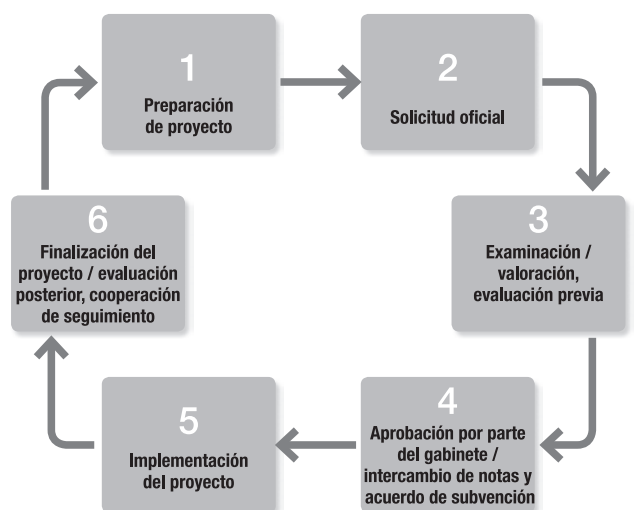 1
Preparación
de proyecto
2
Solicitud oficial
3
Examinación /
valoración,
evaluación previa
4
Aprobación por parte
del gabinete /
intercambio de notas y
acuerdo de subvención
5
Implementación
del proyecto
6
Finalización del
proyecto / evaluación
posterior, cooperación
de seguimiento